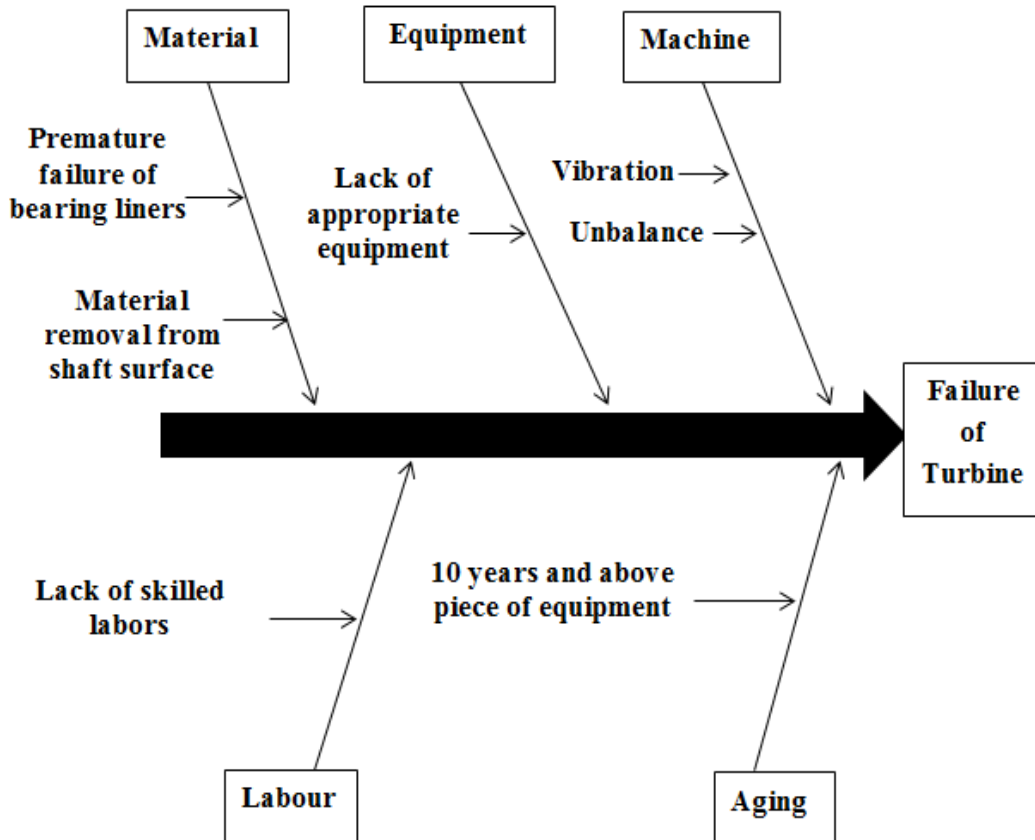 Material
Equipment
Machine
Premature
failure of
bearing liners
Lack of
appropriate
equipment
Vibration
Unbalance
Material
removal from
shaft surface
Failure
of
Turbine
Lack of skilled
labors
10 years and above
piece of equipment
Labour
Aging